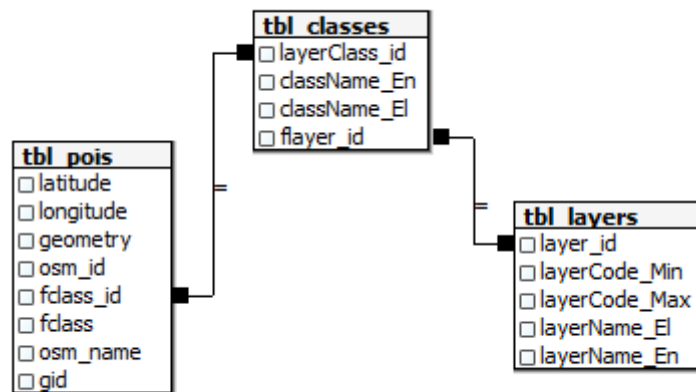 tbl_classes
layerClass_id
className_En
className_El
flayer_id
tbl_pois
latitude
longitude
geometry
osm_id
fclass_id
fclass
osm_name
gid
=
=
tbl_layers
layer_id
layerCode_Min
layerCode_Max
layerName_El
layerName_En